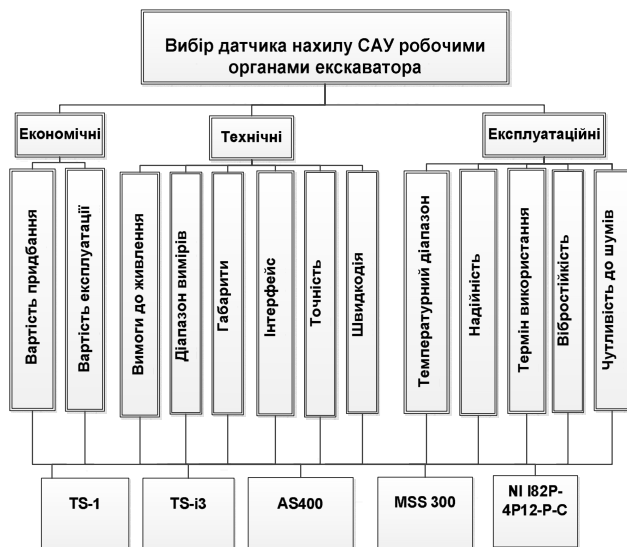 Вибір датчика нахилу САУ робочими
органами екскаватора
Економічні
Технічні
Експлуатаційні
Вартість придбання
Вартість експлуатації
Вимоги до живлення
Діапазон вимірів
Габарити
Інтерфейс
Точність
Швидкодія
Температурний діапазон
Надійність
Термін використання
Вібростійкість
Чутливість до шумів
TS-1
TS-i3
AS400
MSS 300
NI I82P-
4P12-P-C